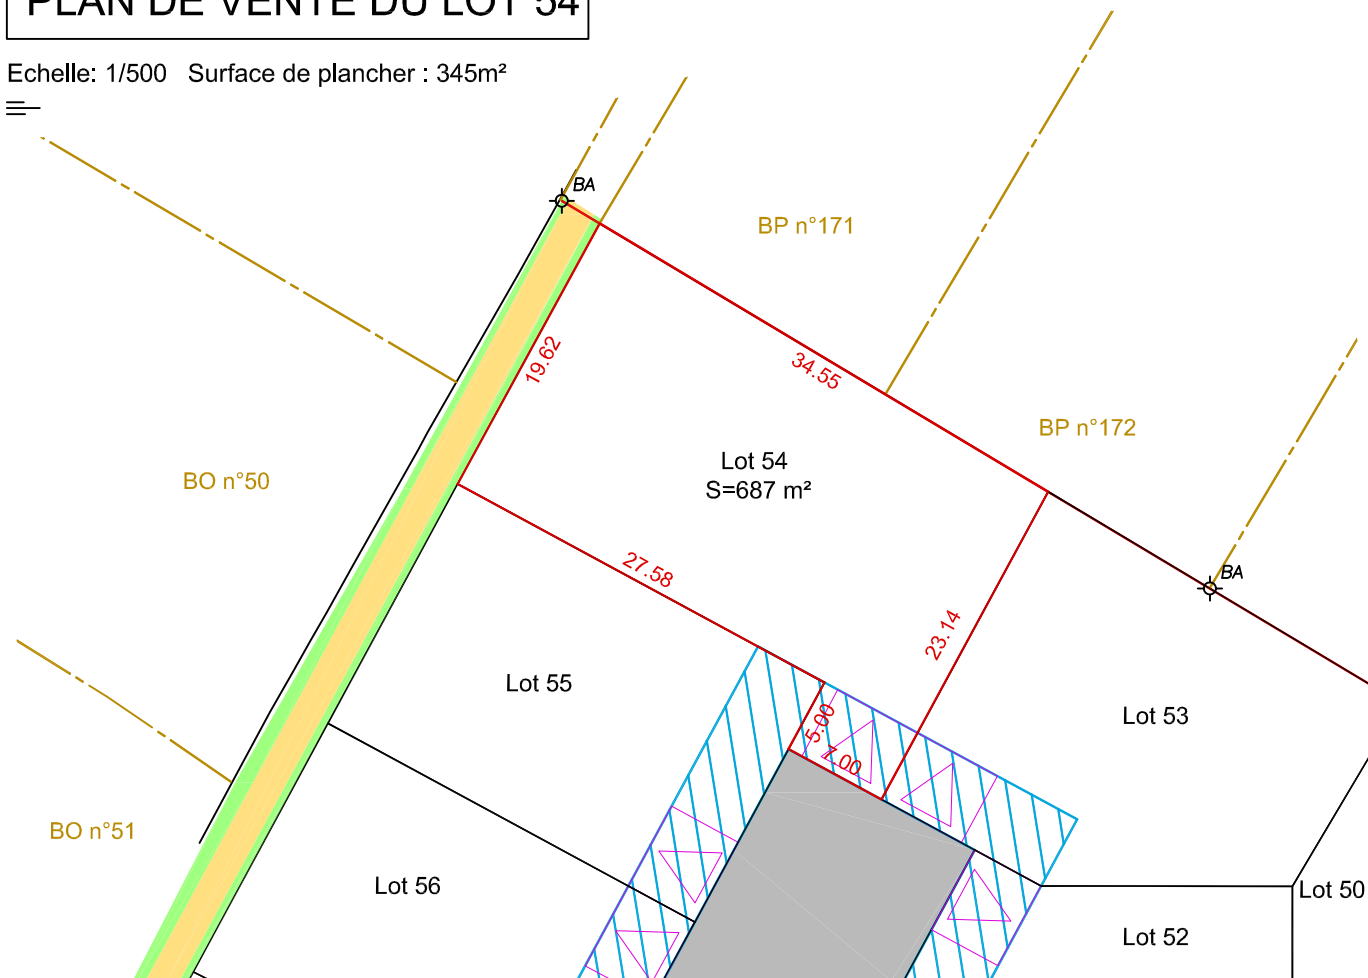 PLAN DE VENTE DU LOT 54
Echelle: 1/500 Surface de plancher : 345m²
BA
BP n°171
19.62
34.55
BP n°172
Lot 54
S=687 m²
BO n°50
27.58
BA
23.14
Lot 55
Lot 53
5.00
7.00
BO n°51
Lot 56
Lot 50
Lot 52